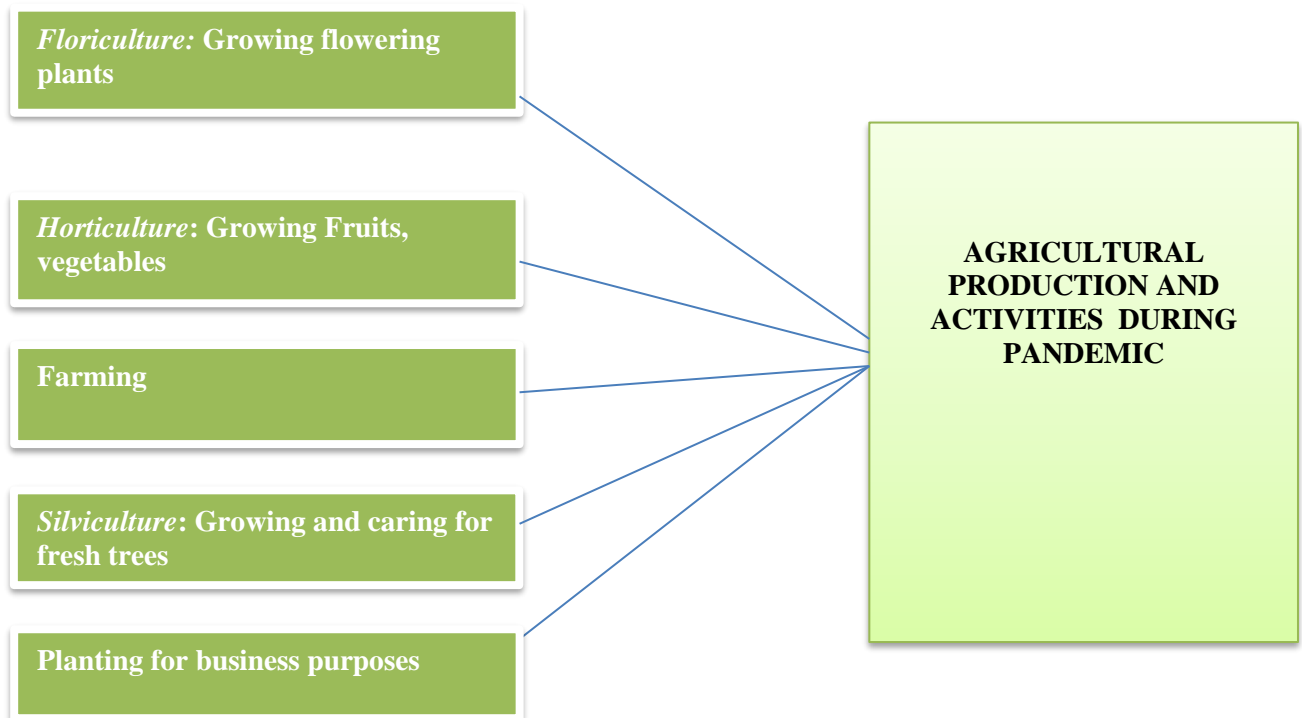 Floriculture: Growing flowering
plants
Horticulture: Growing Fruits,
vegetables
Farming
Silviculture: Growing and caring for
fresh trees
Planting for business purposes
AGRICULTURAL
PRODUCTION AND
ACTIVITIES DURING
PANDEMIC